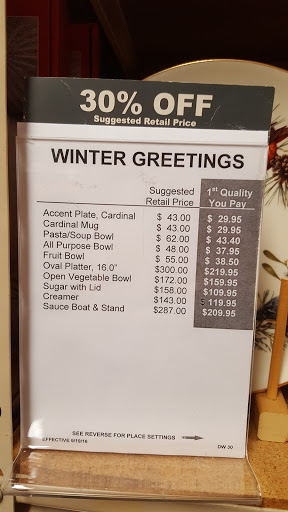 30% OFF
Suggested Retail Price
WINTER GREETINGS
Suggested Retail Price 1st Quality You Pay
Accent Plate, Cardinal $ 43.00 $ 29.95
Cardinal Mug $ 43.00 $ 29.95
Pasta/Soup Bowl $ 62.00 $ 43.40
All Purpose Bowl $ 48.00 $ 37.95
Fruit Bowl $ 55.00 $ 38.50
Oval Platter, 16.0" $300.00 $219.95
Open Vegetable Bowl $172.00 $159.95
Sugar with Lid $158.00 $109.95
Creamer $143.00 $ 119.95
Sauce Boat & Stand $287.00 $209.95
SEE REVERSE FOR PLACE SETTINGS
EFFECTIVE 9/19/16 DW 30